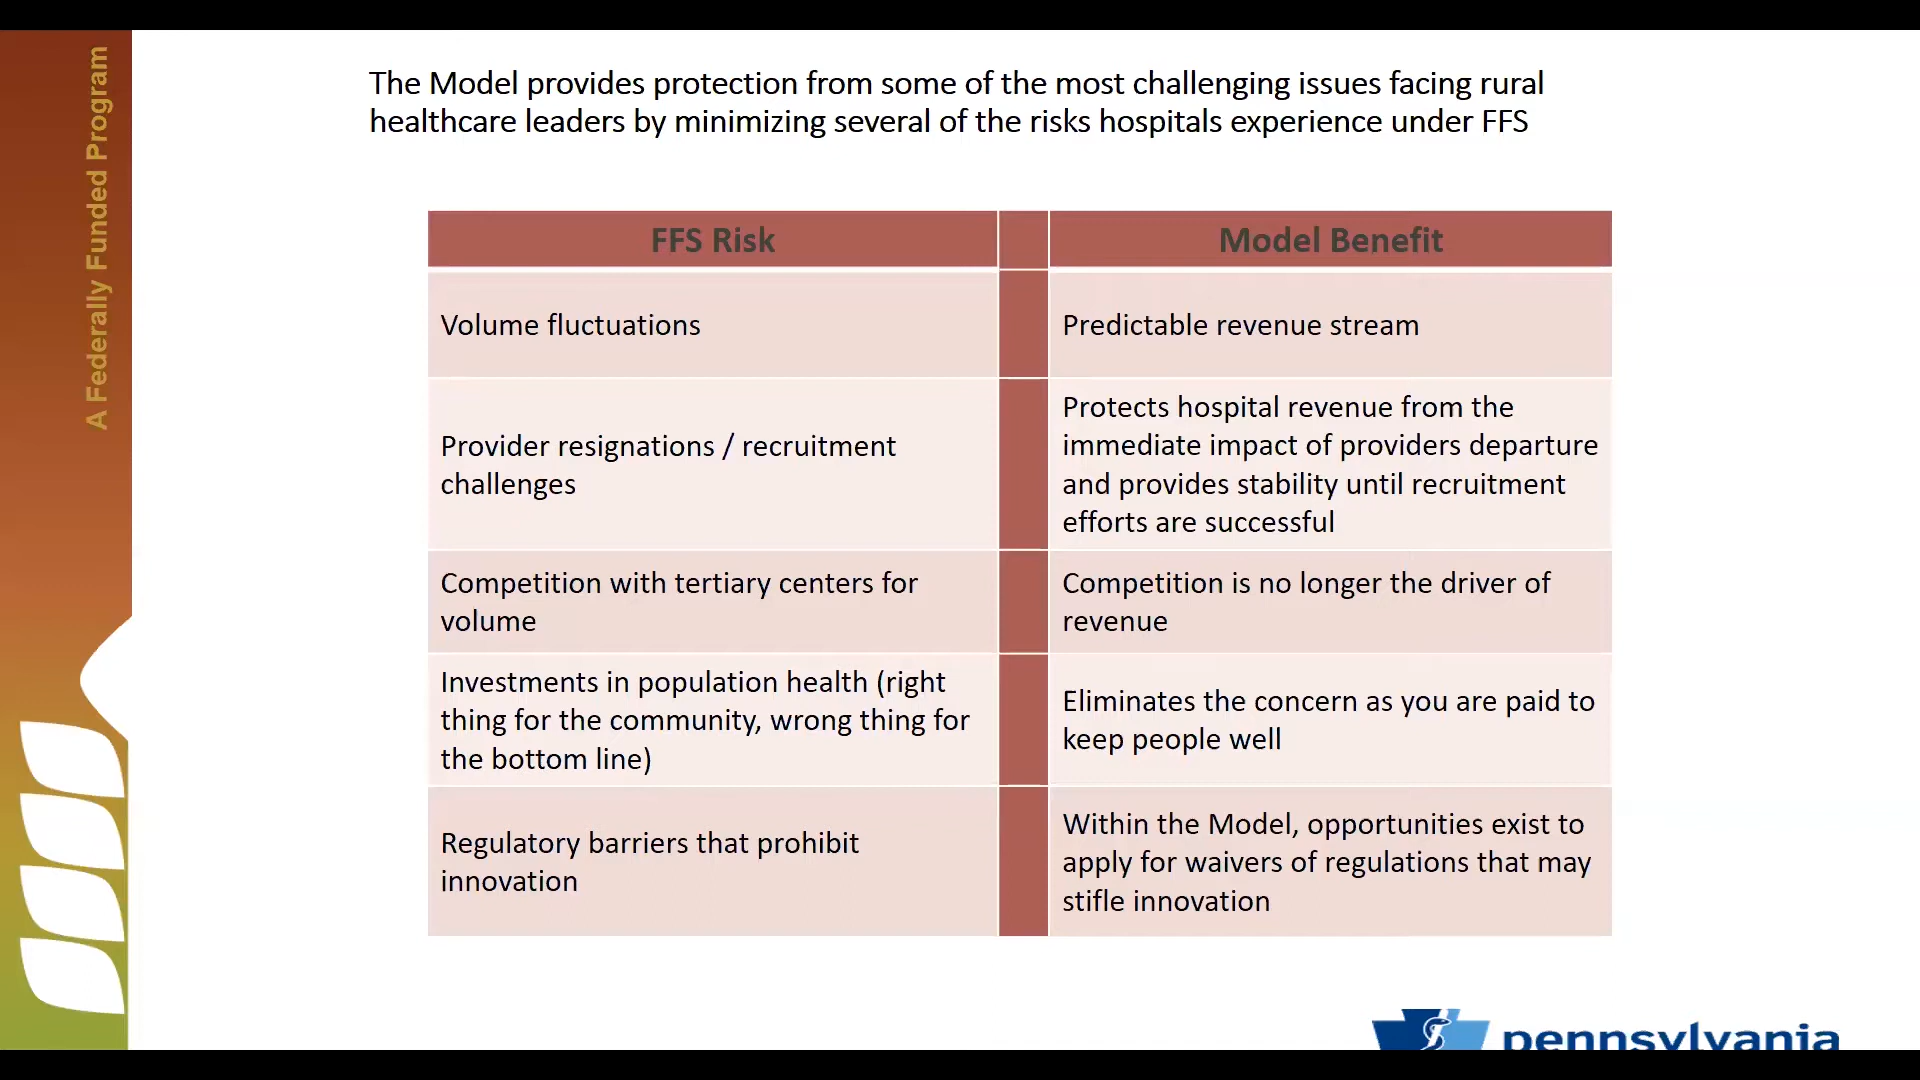 A Federally Funded Program
The Model provides protection from some of the most challenging issues facing rural
healthcare leaders by minimizing several of the risks hospitals experience under FFS
FFS Risk
Model Benefit
Volume fluctuations
Predictable revenue stream
Provider resignations / recruitment
challenges
Protects hospital revenue from the
immediate impact of providers departure
and provides stability until recruitment
efforts are successful
Competition with tertiary centers for
volume
Competition is no longer the driver of
revenue
Investments in population health (right
thing for the community, wrong thing for
the bottom line)
Eliminates the concern as you are paid to
keep people well
Regulatory barriers that prohibit
innovation
Within the Model, opportunities exist to
apply for waivers of regulations that may
stifle innovation
pennsylvania